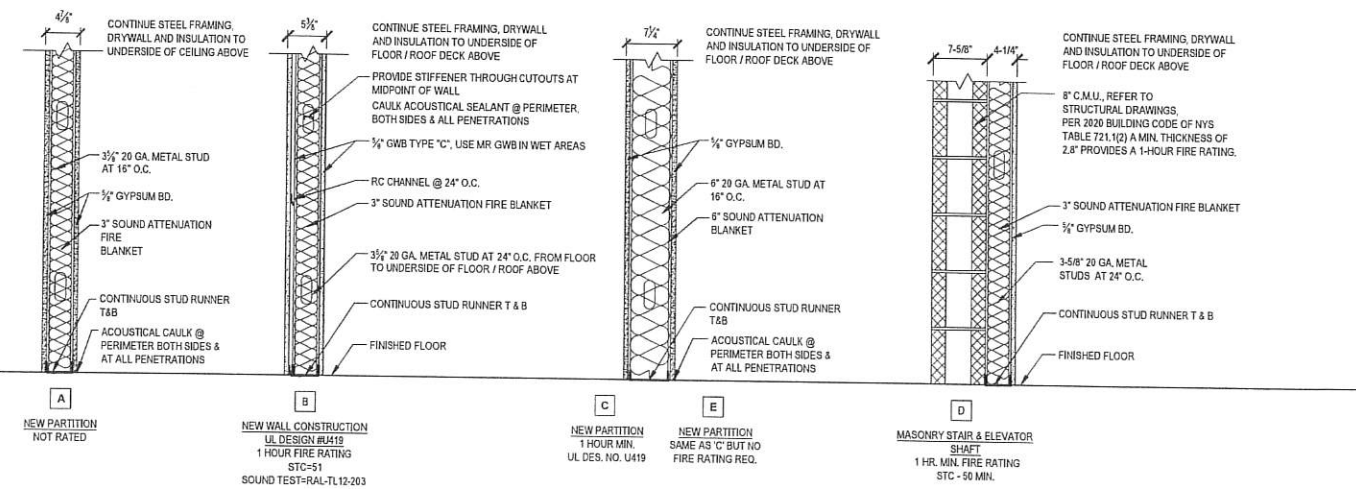 4⅞"
CONTINUE STEEL FRAMING,
DRYWALL AND INSULATION TO
UNDERSIDE OF CEILING ABOVE
3⅝" 20 GA. METAL STUD
AT 16" O.C.
⅝" GYPSUM BD.
3" SOUND ATTENUATION
FIRE
BLANKET
CONTINUOUS STUD RUNNER
T&B
ACOUSTICAL CAULK @
PERIMETER BOTH SIDES &
AT ALL PENETRATIONS
A
NEW PARTITION
NOT RATED
5⅜"
CONTINUE STEEL FRAMING, DRYWALL
AND INSULATION TO UNDERSIDE OF
FLOOR / ROOF DECK ABOVE
PROVIDE STIFFENER THROUGH CUTOUTS AT
MIDPOINT OF WALL
CAULK ACOUSTICAL SEALANT @ PERIMETER,
BOTH SIDES & ALL PENETRATIONS
⅝" GWB TYPE "C", USE MR GWB IN WET AREAS
RC CHANNEL @ 24" O.C.
3" SOUND ATTENUATION FIRE BLANKET
3⅝" 20 GA. METAL STUD AT 24" O.C. FROM FLOOR
TO UNDERSIDE OF FLOOR / ROOF ABOVE
CONTINUOUS STUD RUNNER T & B
FINISHED FLOOR
B
NEW WALL CONSTRUCTION
UL DESIGN #U419
1 HOUR FIRE RATING
STC=51
SOUND TEST=RAL-TL12-203
7¼"
CONTINUE STEEL FRAMING, DRYWALL
AND INSULATION TO UNDERSIDE OF
FLOOR / ROOF DECK ABOVE
⅝" GYPSUM BD.
6" 20 GA. METAL STUD AT
16" O.C.
6" SOUND ATTENUATION
BLANKET
CONTINUOUS STUD RUNNER
T&B
ACOUSTICAL CAULK @
PERIMETER BOTH SIDES &
AT ALL PENETRATIONS
C
NEW PARTITION
1 HOUR MIN.
UL DES. NO. U419
E
NEW PARTITION
SAME AS 'C' BUT NO
FIRE RATING REQ.
7-5/8" 4-1/4"
CONTINUE STEEL FRAMING, DRYWALL
AND INSULATION TO UNDERSIDE OF
FLOOR / ROOF DECK ABOVE
8" C.M.U., REFER TO
STRUCTURAL DRAWINGS,
PER 2020 BUILDING CODE OF NYS
TABLE 721.1(2) A MIN. THICKNESS OF
2.8" PROVIDES A 1-HOUR FIRE RATING.
3" SOUND ATTENUATION FIRE BLANKET
⅝" GYPSUM BD.
3-5/8" 20 GA. METAL
STUDS AT 24" O.C.
CONTINUOUS STUD RUNNER T & B
FINISHED FLOOR
D
MASONRY STAIR & ELEVATOR
SHAFT
1 HR. MIN. FIRE RATING
STC - 50 MIN.